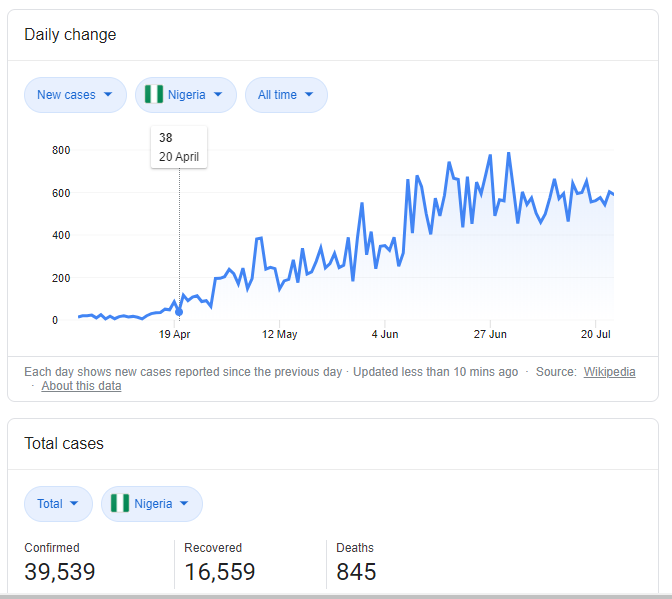 Daily change
New cases Nigeria All time
38
20 April
800
600
400
200
0
19 Apr 12 May 4 Jun 27 Jun 20 Jul
Each day shows new cases reported since the previous day · Updated less than 10 mins ago · Source: Wikipedia
· About this data
Total cases
Total Nigeria
Confirmed Recovered Deaths
39,539 16,559 845